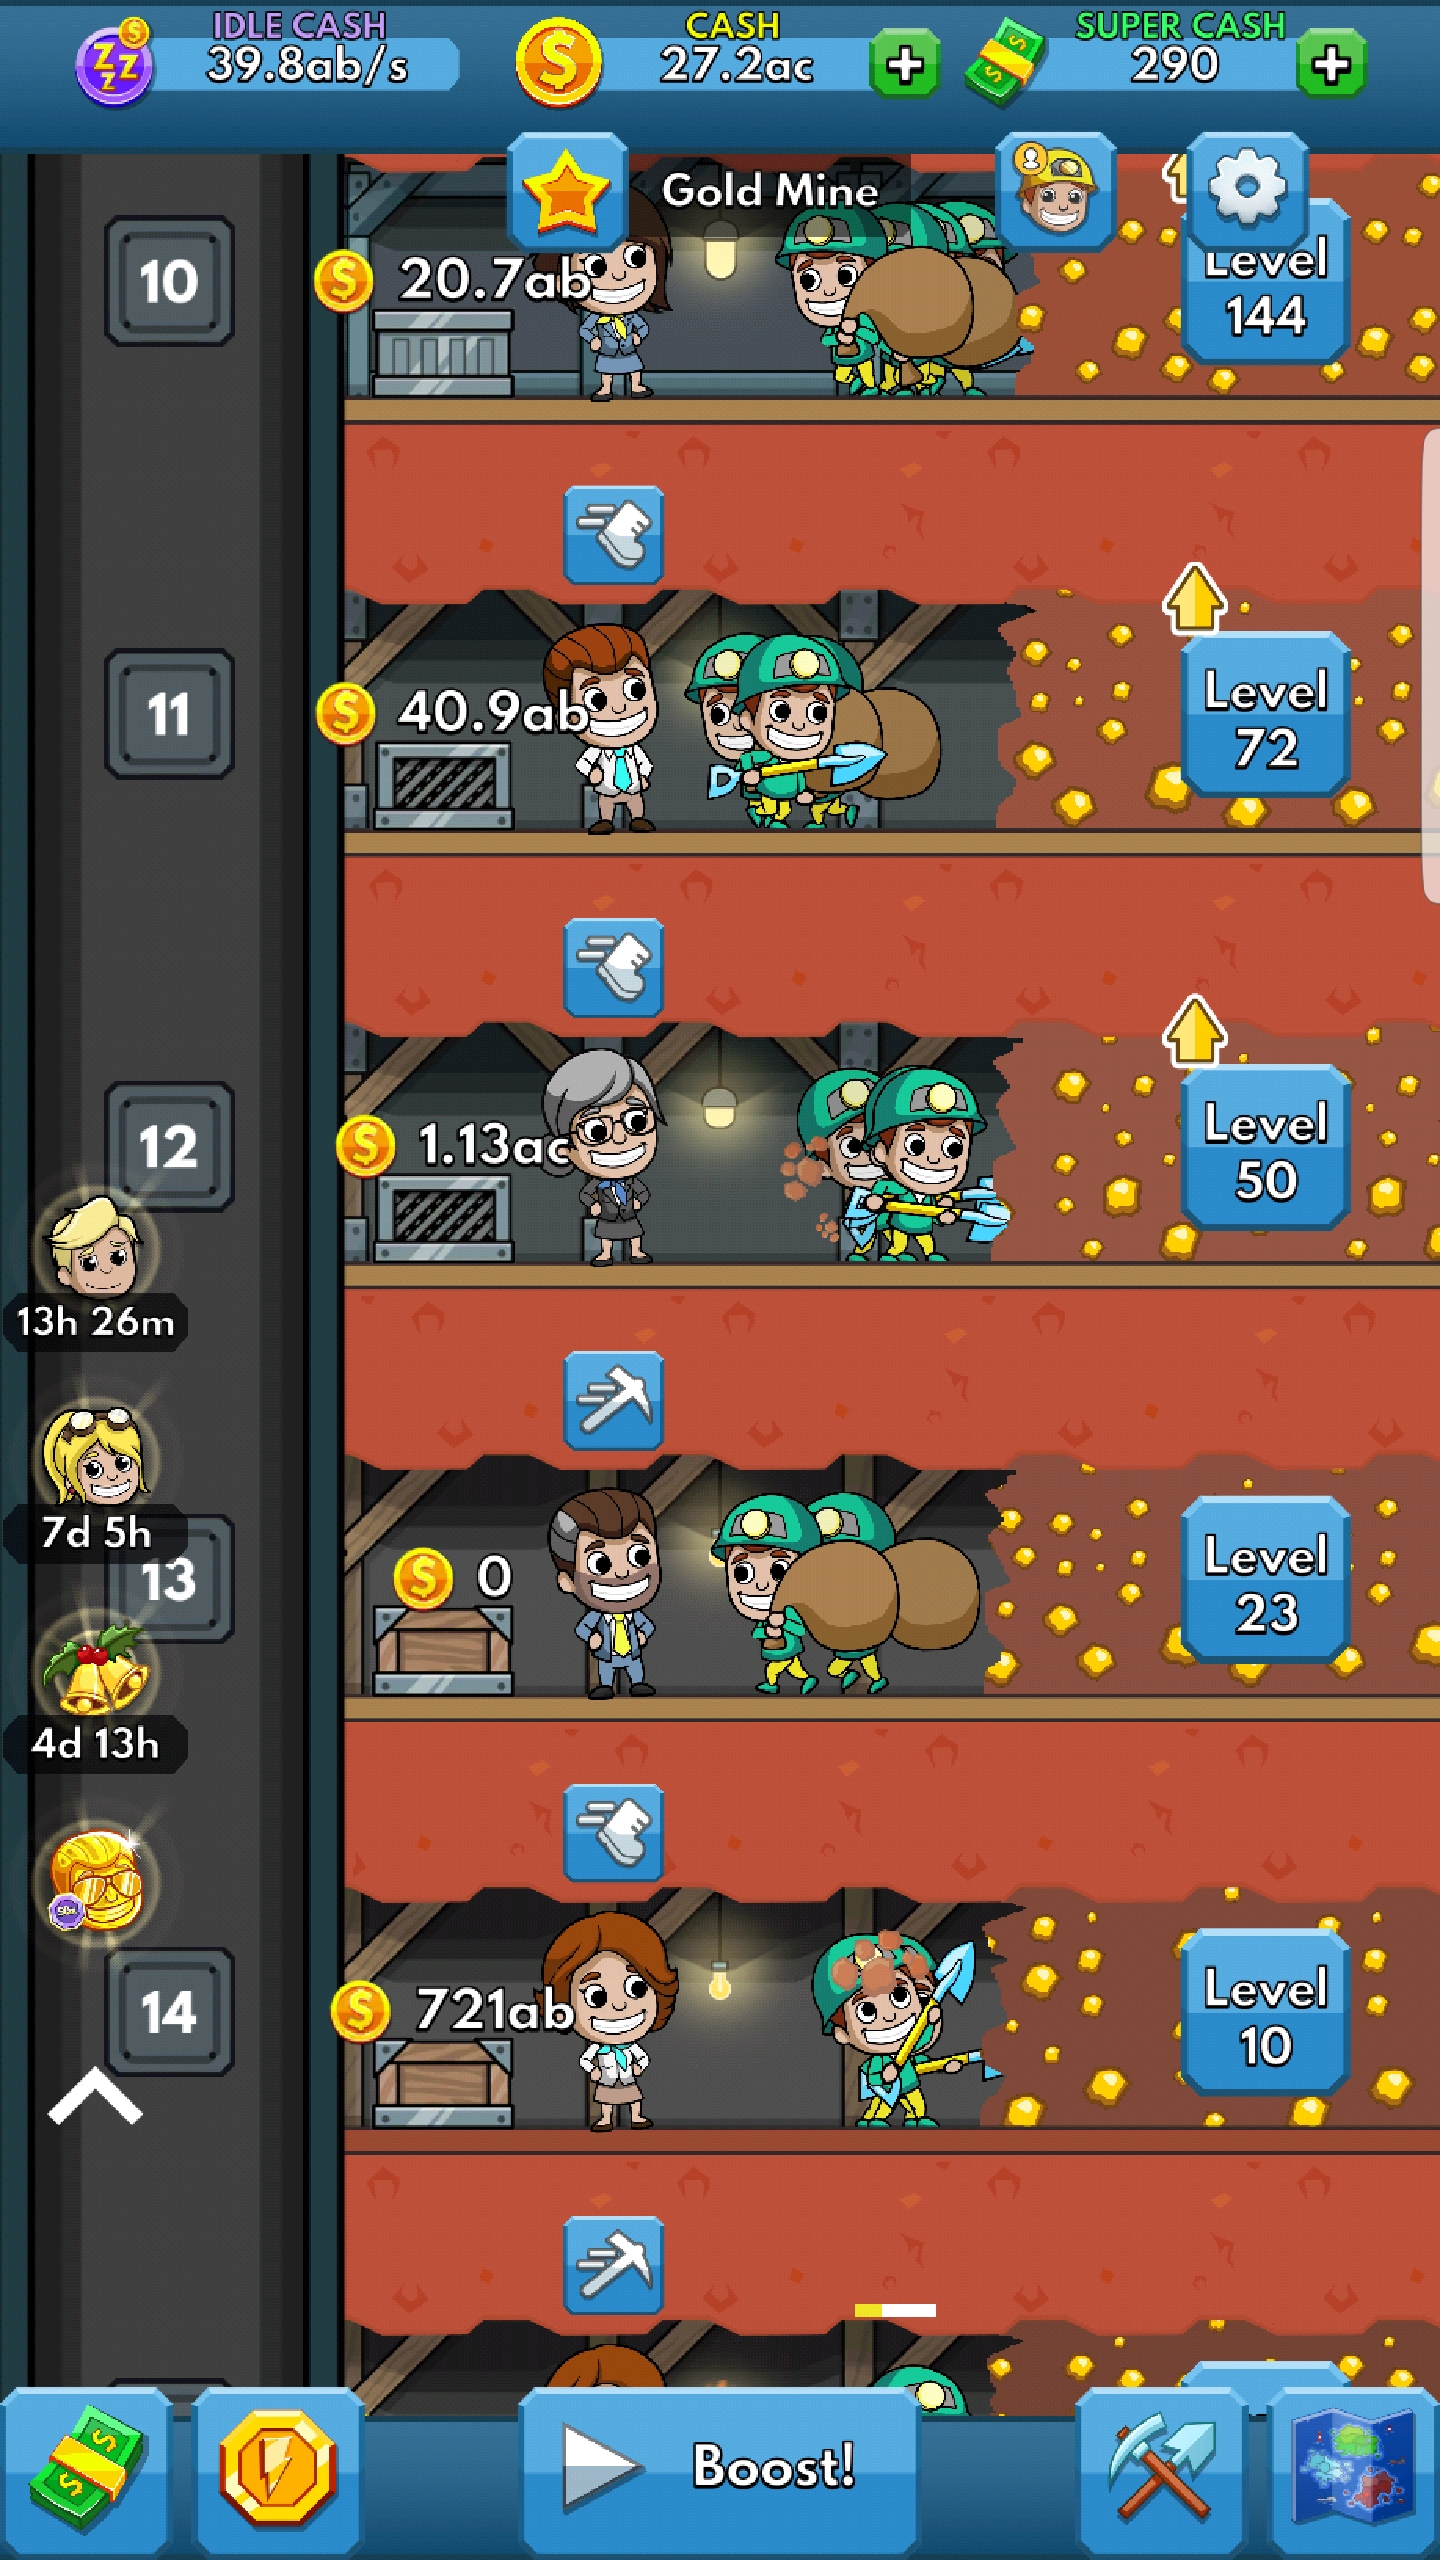 IDLE CASH
39.8ab/s
CASH
27.2ac
SUPER CASH
290
Gold Mine
10
20.7ab
Level
144
11
40.9ab
Level
72
12
1.13ac
Level
50
13h 26m
7d 5h
13
0
Level
23
4d 13h
14
721ab
Level
10
Boost!